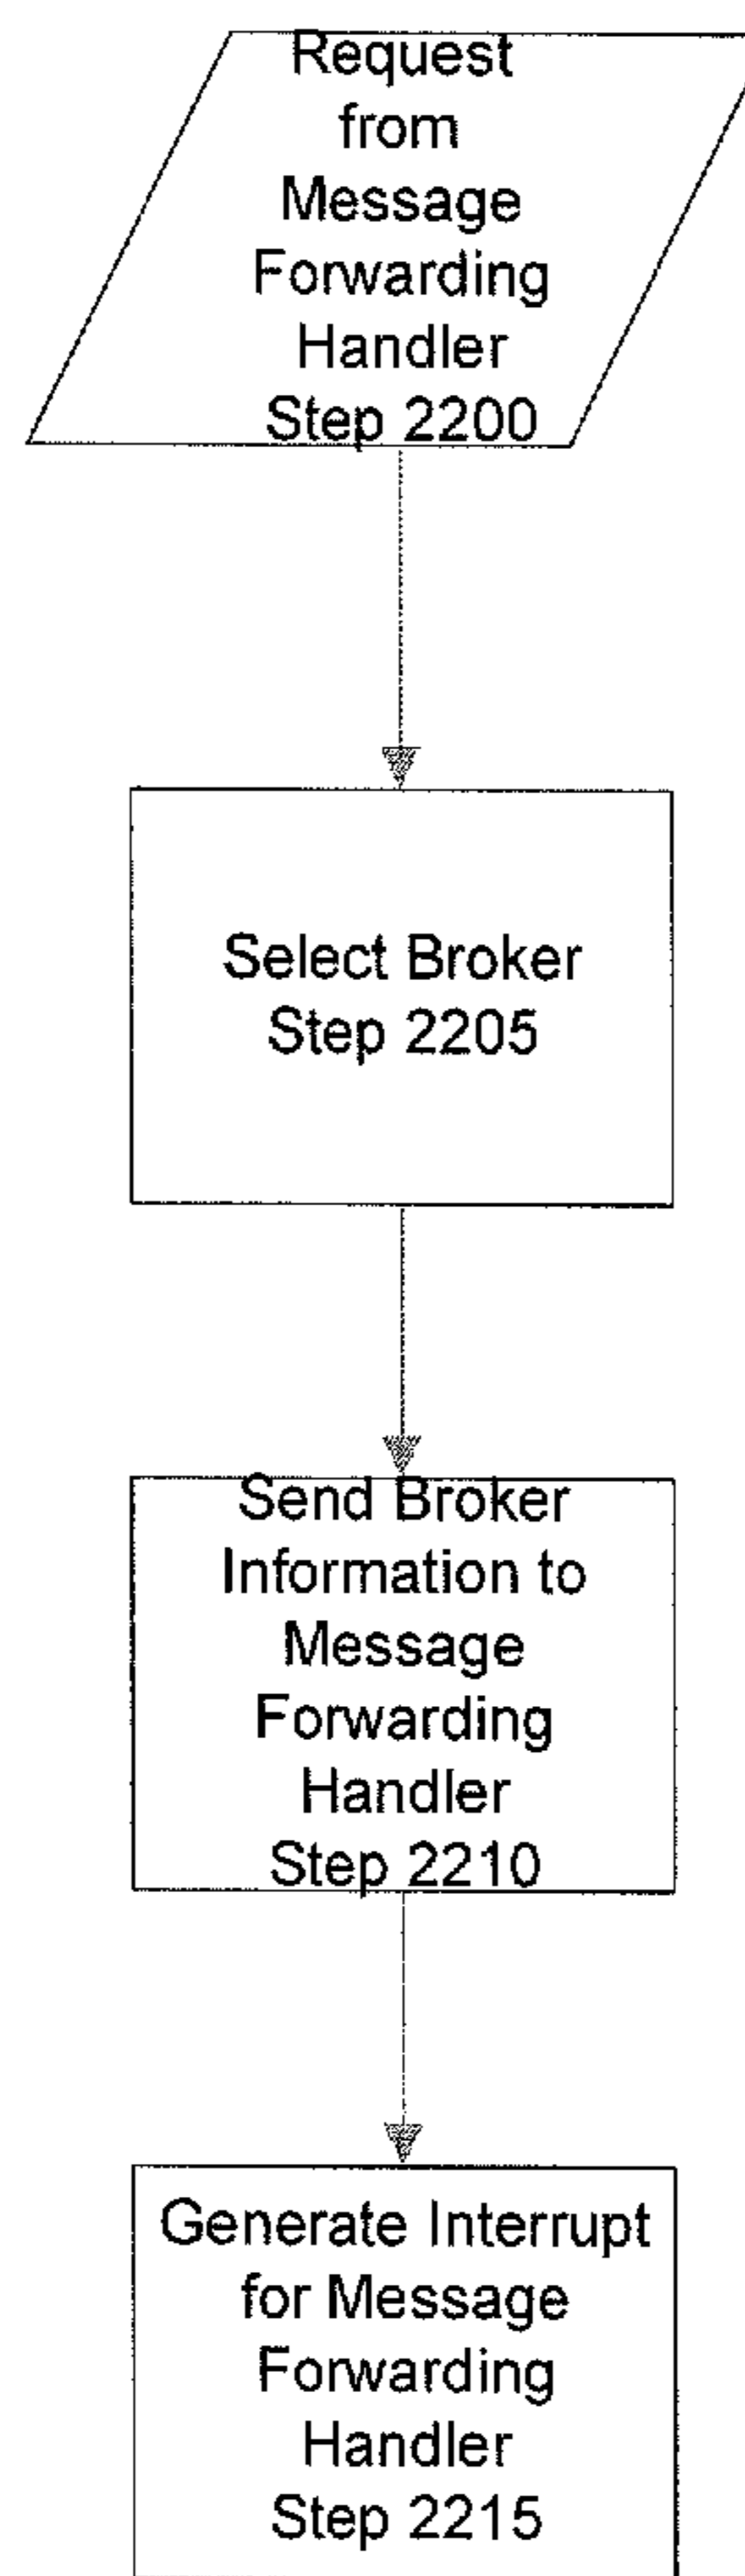 Request
from
Message
Forwarding
Handler
Step 2200
Select Broker
Step 2205
Send Broker
Information to
Message
Forwarding
Handler
Step 2210
Generate Interrupt
for Message
Forwarding
Handler
Step 2215